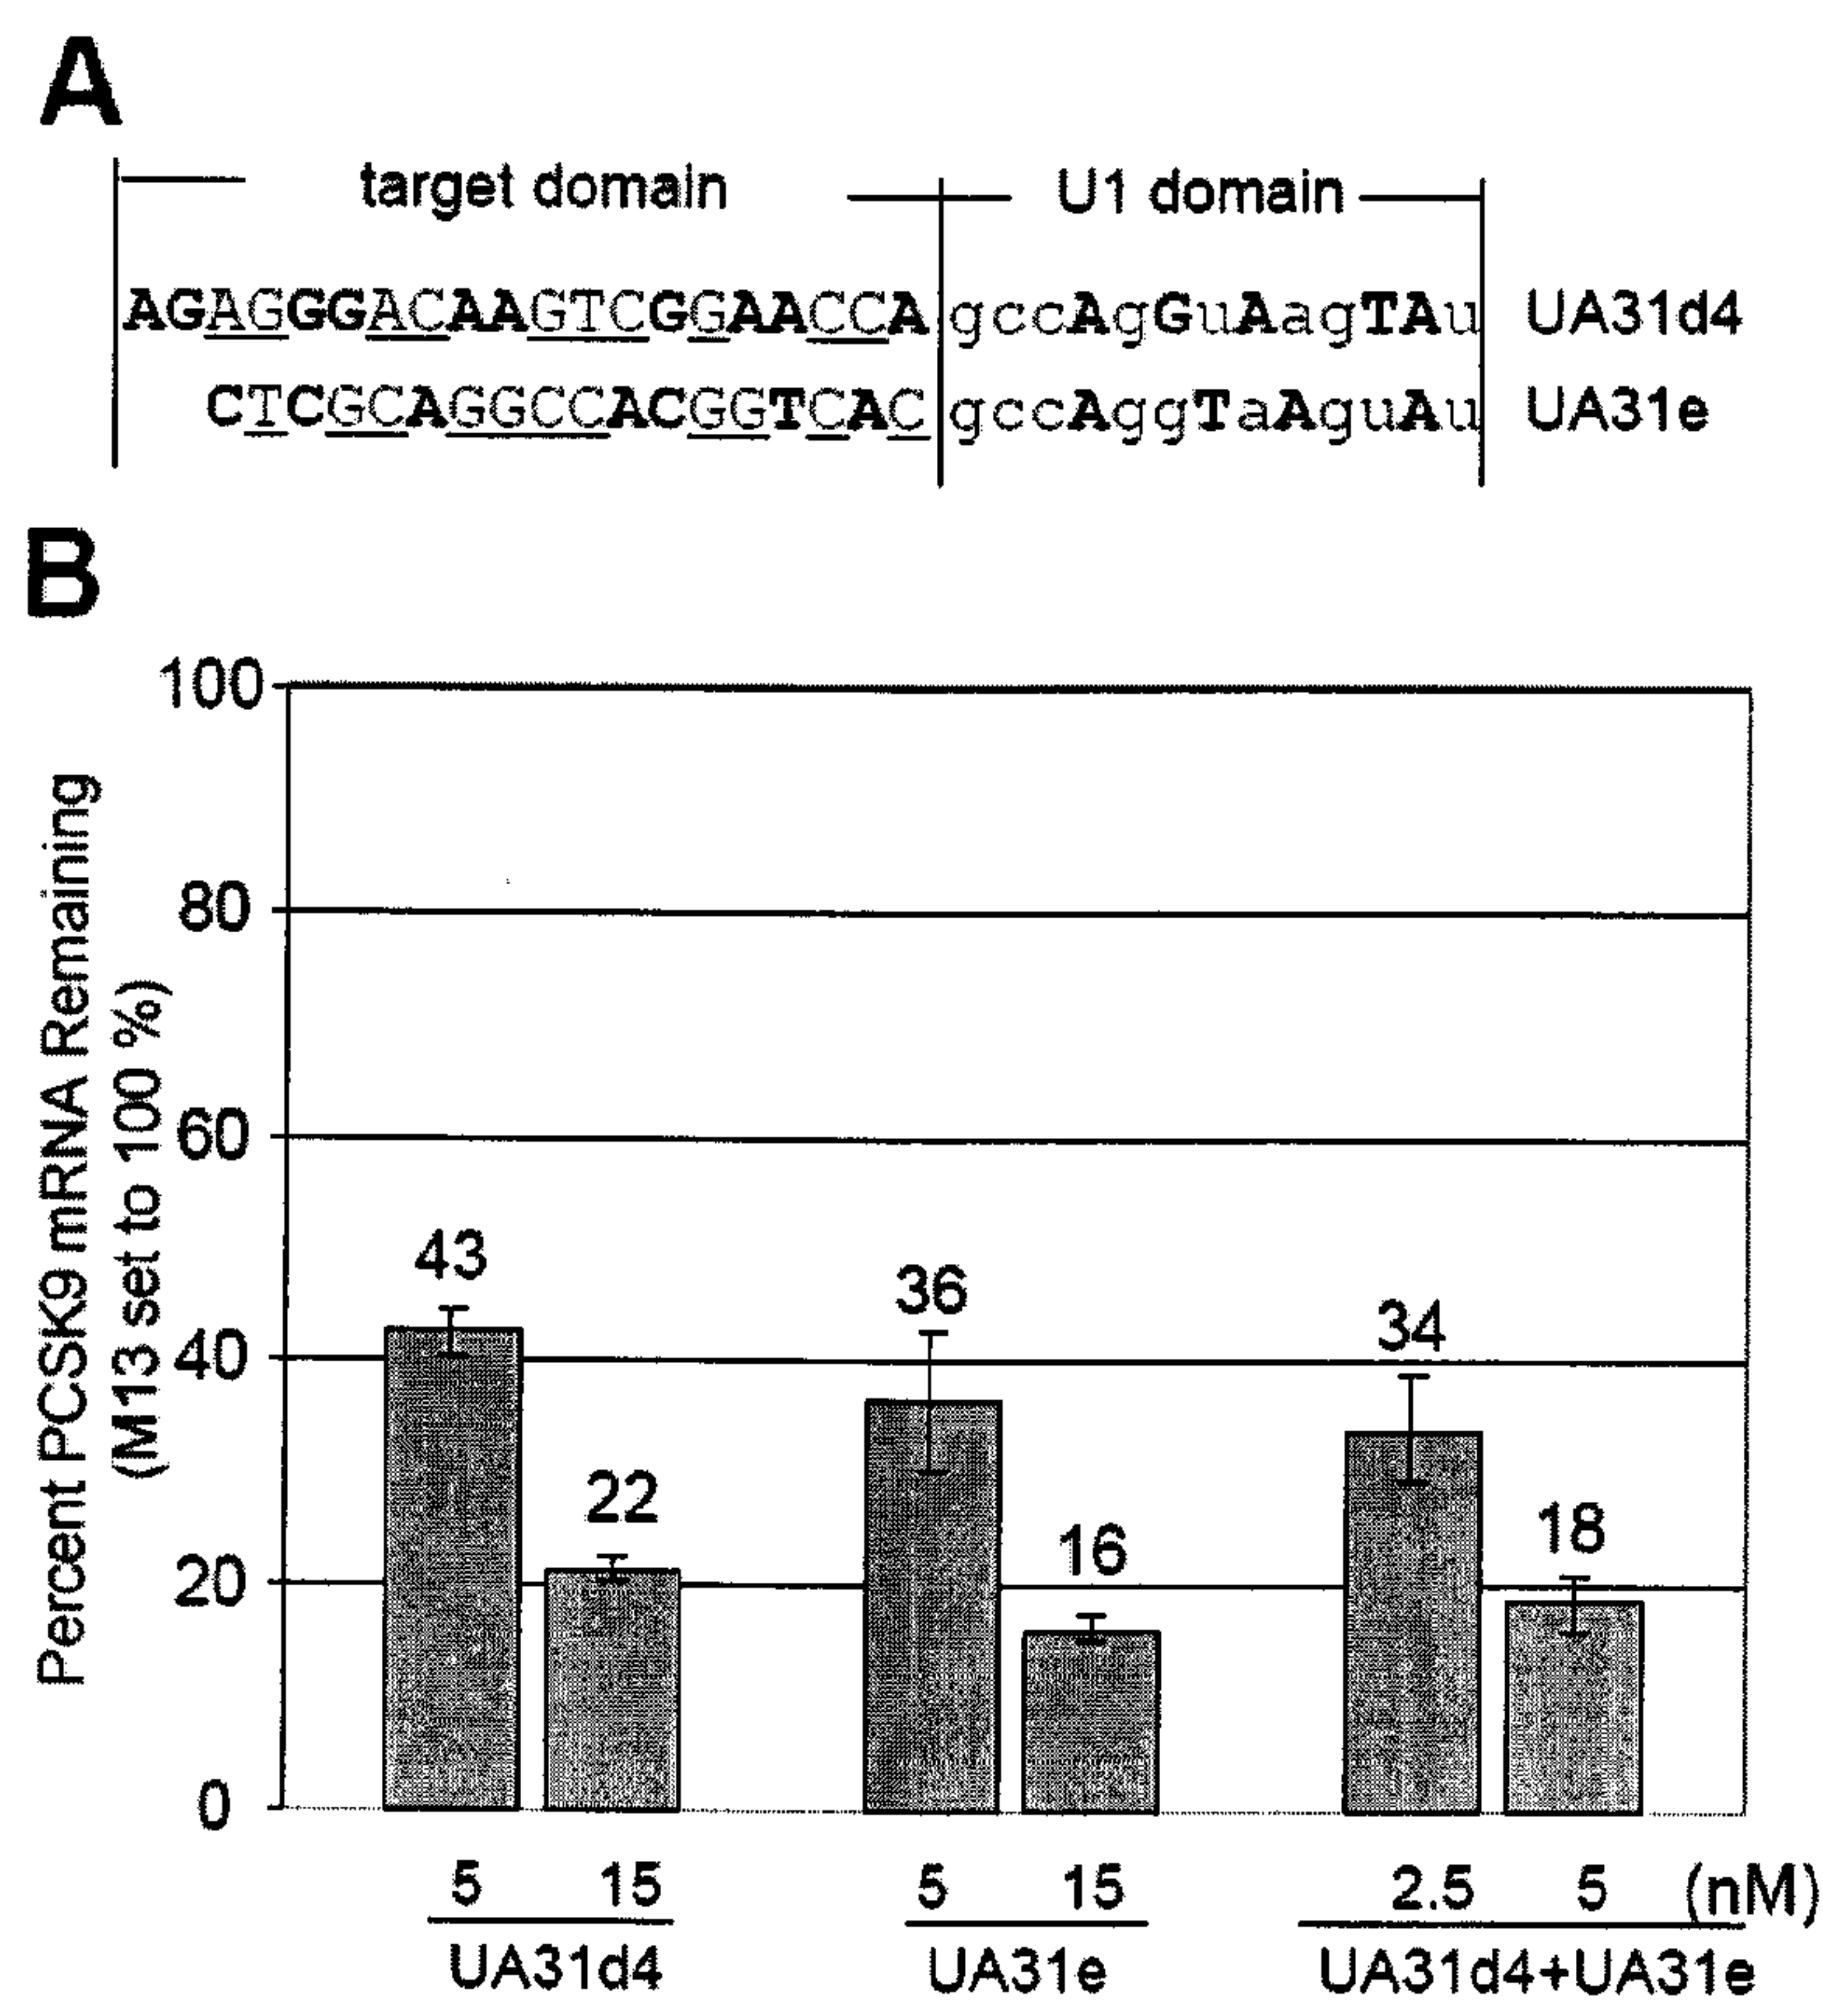 A
target domain U1 domain
AGAGGGACAAGTCGGAACCA gccAgGuAagTAu UA31d4
CTCGCAGGCCACGGTCAC gccAggTaAguAu UA31e
B
Percent PCSK9 mRNA Remaining
(M13 set to 100 %)
100
80
60
40
20
0
43
22
36
16
34
18
5 15 5 15 2.5 5 (nM)
UA31d4 UA31e UA31d4+UA31e